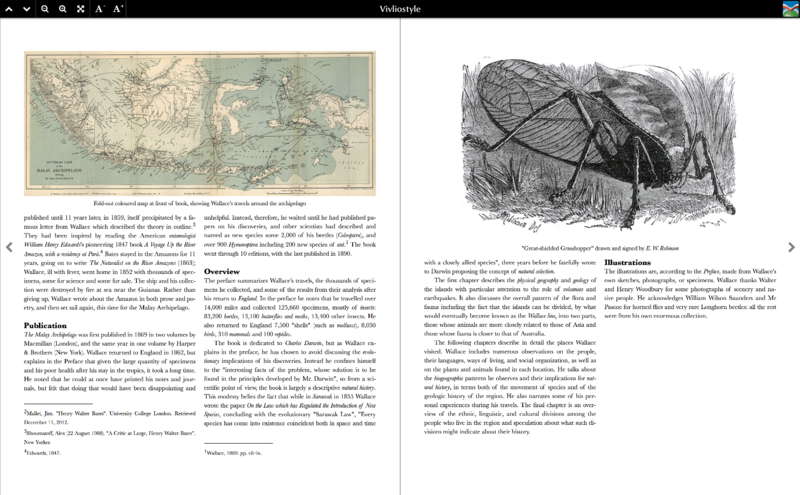 Vivliostyle
A- A+
MALAY ARCHIPELAGO
Fold-out coloured map at front of book, showing Wallace's travels around the archipelago
published until 11 years later, in 1859, itself precipitated by a fa-
mous letter from Wallace which described the theory in outline.3
They had been inspired by reading the American entomologist
William Henry Edwards's pioneering 1847 book A Voyage Up the River
Amazon, with a residency at Pará.4 Bates stayed in the Amazons for 11
years, going on to write The Naturalist on the River Amazons (1863);
Wallace, ill with fever, went home in 1852 with thousands of spec-
imens, some for science and some for sale. The ship and his collec-
tion were destroyed by fire at sea near the Guianas. Rather than
giving up, Wallace wrote about the Amazon in both prose and po-
etry, and then set sail again, this time for the Malay Archipelago.
Publication
The Malay Archipelago was first published in 1869 in two volumes by
Macmillan (London), and the same year in one volume by Harper
& Brothers (New York). Wallace returned to England in 1862, but
explains in the Preface that given the large quantity of specimens
and his poor health after his stay in the tropics, it took a long time.
He noted that he could at once have printed his notes and jour-
nals, but felt that doing that would have been disappointing and
2Mallet, Jim. "Henry Walter Bates". University College London. Retrieved
December 11, 2012.
3Shoumatoff, Alex (22 August 1988). "A Critic at Large, Henry Walter Bates".
New Yorker.
4Edwards, 1847.
unhelpful. Instead, therefore, he waited until he had published pa-
pers on his discoveries, and other scientists had described and
named as new species some 2,000 of his beetles (Coleoptera), and
over 900 Hymenoptera including 200 new species of ant.1 The book
went through 10 editions, with the last published in 1890.
Overview
The preface summarises Wallace's travels, the thousands of speci-
mens he collected, and some of the results from their analysis after
his return to England. In the preface he notes that he travelled over
14,000 miles and collected 125,660 specimens, mostly of insects:
83,200 beetles, 13,100 butterflies and moths, 13,400 other insects. He
also returned to England 7,500 "shells" (such as molluscs), 8,050
birds, 310 mammals and 100 reptiles.
The book is dedicated to Charles Darwin, but as Wallace ex-
plains in the preface, he has chosen to avoid discussing the evolu-
tionary implications of his discoveries. Instead he confines himself
to the "interesting facts of the problem, whose solution is to be
found in the principles developed by Mr. Darwin", so from a sci-
entific point of view, the book is largely a descriptive natural history.
This modesty belies the fact that while in Sarawak in 1855 Wallace
wrote the paper On the Law which has Regulated the Introduction of New
Species, concluding with the evolutionary "Sarawak Law", "Every
species has come into existence coincident both in space and time
1Wallace, 1869. pp. vii-ix.
"Great-shielded Grasshopper" drawn and signed by E. W. Robinson
with a closely allied species", three years before he fatefully wrote
to Darwin proposing the concept of natural selection.
The first chapter describes the physical geography and geology of
the islands with particular attention to the role of volcanoes and
earthquakes. It also discusses the overall pattern of the flora and
fauna including the fact that the islands can be divided, by what
would eventually become known as the Wallace line, into two parts,
those whose animals are more closely related to those of Asia and
those whose fauna is closer to that of Australia.
The following chapters describe in detail the places Wallace
visited. Wallace includes numerous observations on the people,
their languages, ways of living, and social organization, as well as
on the plants and animals found in each location. He talks about
the biogeographic patterns he observes and their implications for nat-
ural history, in terms both of the movement of species and of the
geologic history of the region. He also narrates some of his per-
sonal experiences during his travels. The final chapter is an over-
view of the ethnic, linguistic, and cultural divisions among the
people who live in the region and speculation about what such di-
visions might indicate about their history.
Illustrations
The illustrations are, according to the Preface, made from Wallace's
own sketches, photographs, or specimens. Wallace thanks Walter
and Henry Woodbury for some photographs of scenery and na-
tive people. He acknowledges William Wilson Saunders and Mr
Pascoe for horned flies and very rare Longhorn beetles: all the rest
were from his own enormous collection.